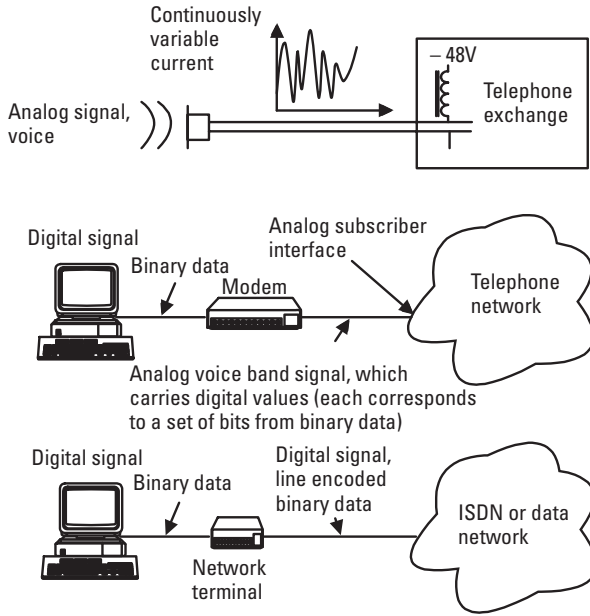 Continuously
variable
current
– 48V
Analog signal,
voice
Telephone
exchange
Digital signal
Binary data
Modem
Analog subscriber
interface
Telephone
network
Analog voice band signal, which
carries digital values (each corresponds
to a set of bits from binary data)
Digital signal
Binary data
Digital signal,
line encoded
binary data
Network
terminal
ISDN or data
network